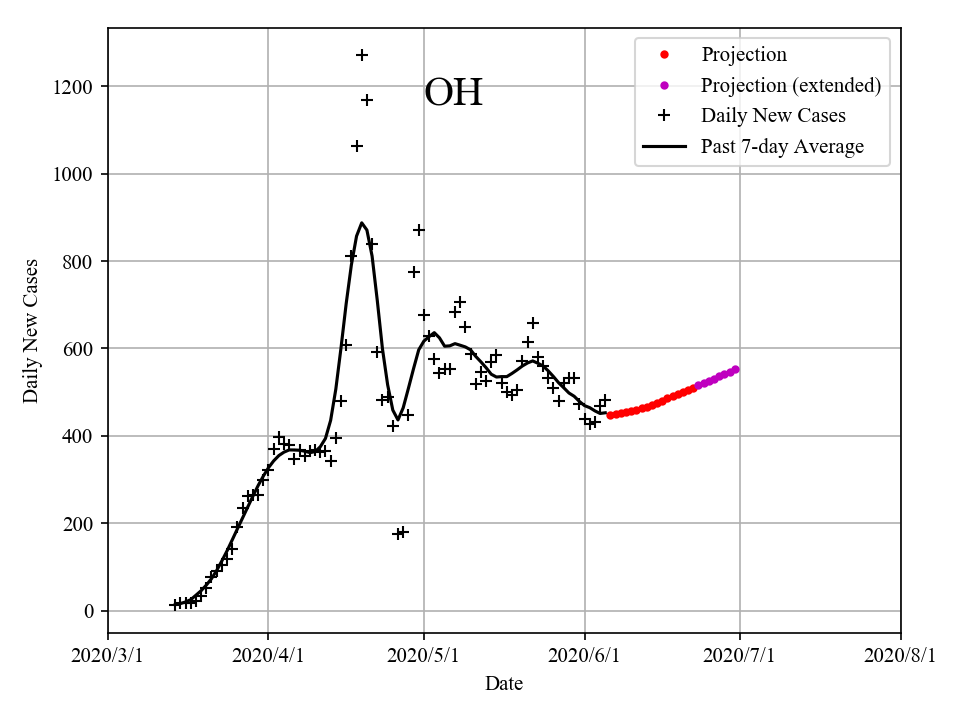 OH
Projection
Projection (extended)
Daily New Cases
Past 7-day Average
Daily New Cases
1200
1000
800
600
400
200
0
2020/3/1 2020/4/1 2020/5/1 2020/6/1 2020/7/1 2020/8/1
Date